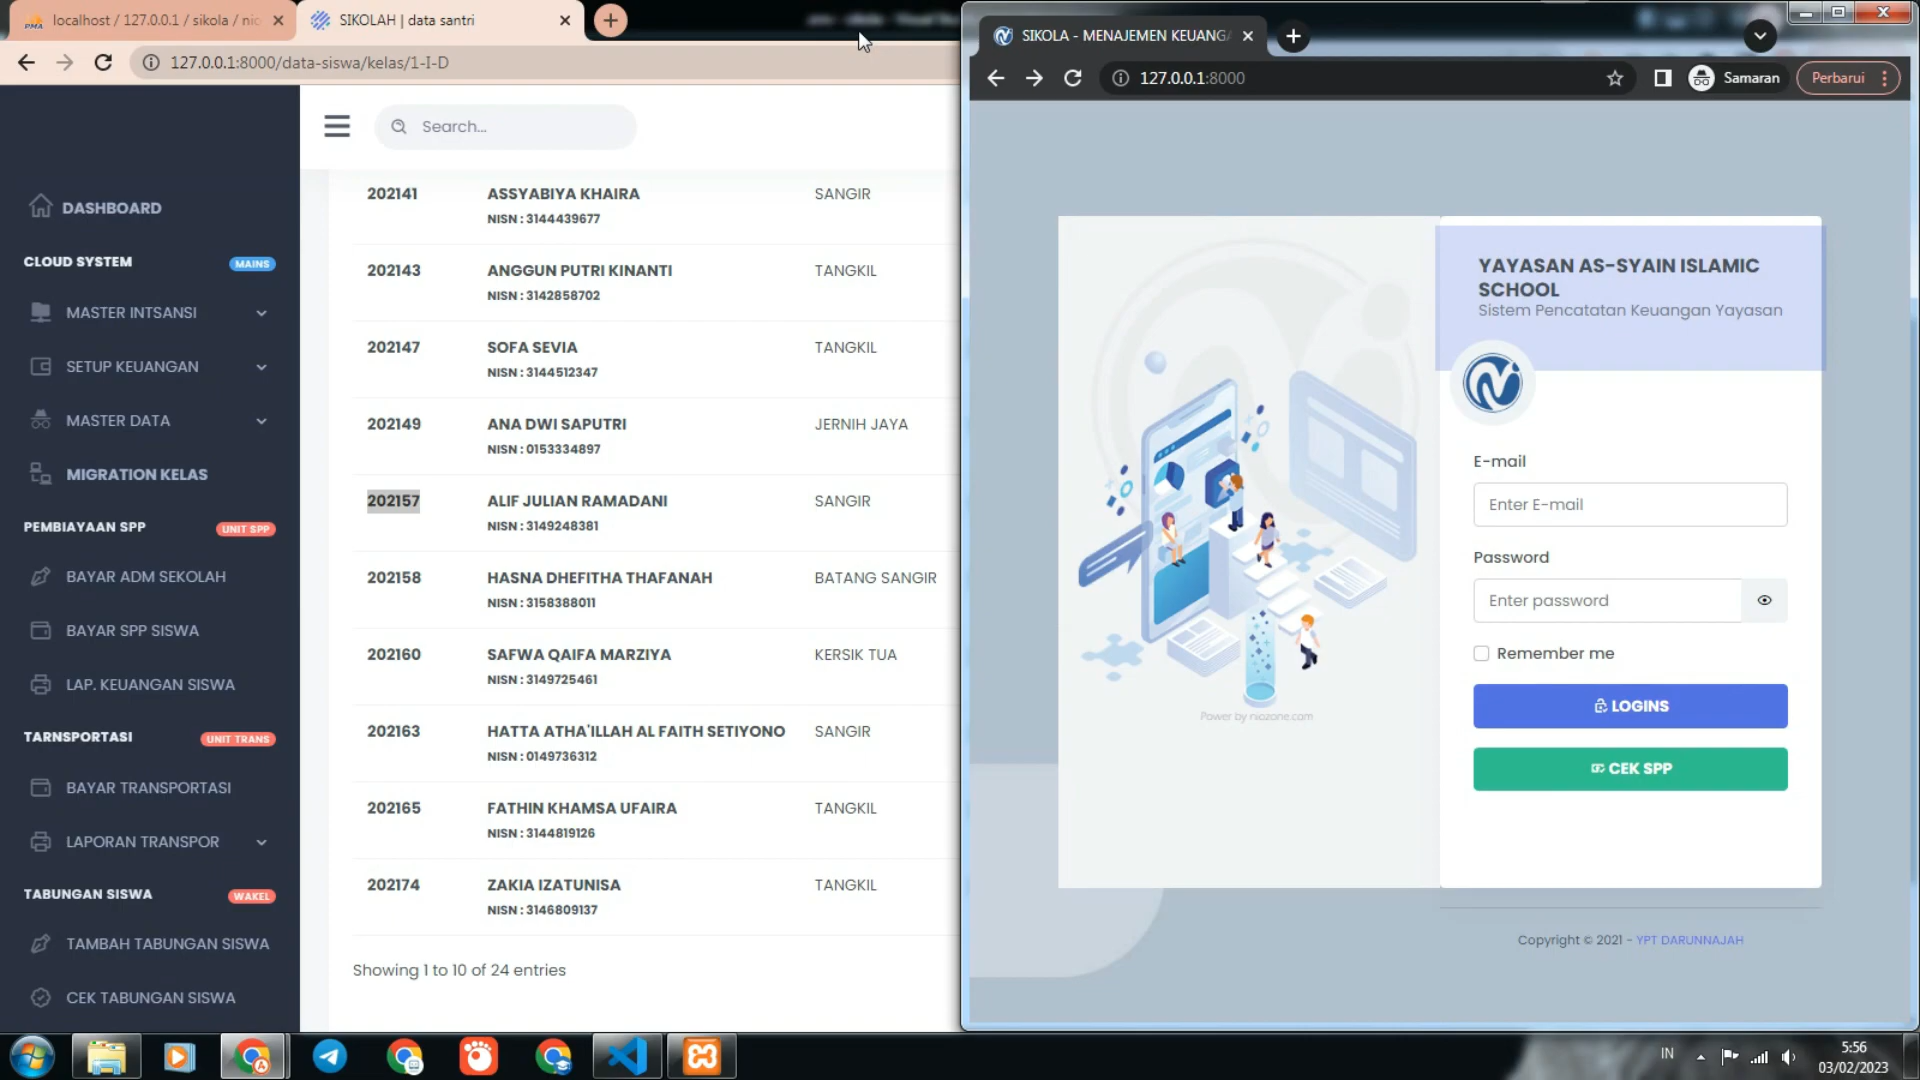 localhost / 127.0.0.1 / sikola / nic
SIKOLAH | data santri
127.0.0.1:8000/data-siswa/kelas/1-I-D
DASHBOARD
CLOUD SYSTEM MAINS
MASTER INTSANSI
SETUP KEUANGAN
MASTER DATA
MIGRATION KELAS
PEMBIAYAAN SPP UNIT SPP
BAYAR ADM SEKOLAH
BAYAR SPP SISWA
LAP. KEUANGAN SISWA
TARNSPORTASI UNIT TRANS
BAYAR TRANSPORTASI
LAPORAN TRANSPOR
TABUNGAN SISWA WAKEL
TAMBAH TABUNGAN SISWA
CEK TABUNGAN SISWA
Search...
202141 ASSYABIYA KHAIRA SANGIR
NISN : 3144439677
202143 ANGGUN PUTRI KINANTI TANGKIL
NISN : 3142858702
202147 SOFA SEVIA TANGKIL
NISN : 3144512347
202149 ANA DWI SAPUTRI JERNIH JAYA
NISN : 0153334897
202157 ALIF JULIAN RAMADANI SANGIR
NISN : 3149248381
202158 HASNA DHEFITHA THAFANAH BATANG SANGIR
NISN : 3158388011
202160 SAFWA QAIFA MARZIYA KERSIK TUA
NISN : 3149725461
202163 HATTA ATHA'ILLAH AL FAITH SETIYONO SANGIR
NISN : 0149736312
202165 FATHIN KHAMSA UFAIRA TANGKIL
NISN : 3144819126
202174 ZAKIA IZATUNISA TANGKIL
NISN : 3146809137
Showing 1 to 10 of 24 entries
SIKOLA - MENAJEMEN KEUANGA
127.0.0.1:8000
Samaran
Perbarui
YAYASAN AS-SYAIN ISLAMIC
SCHOOL
Sistem Pencatatan Keuangan Yayasan
E-mail
Enter E-mail
Password
Enter password
Remember me
LOGINS
CEK SPP
Power by niozone.com
Copyright © 2021 - YPT DARUNNAJAH
IN
5:56
03/02/2023